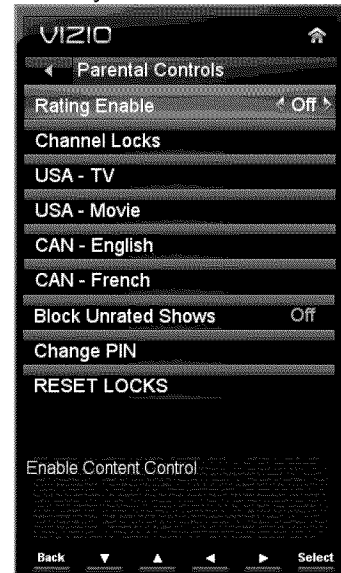 VIZIO
Parental Controls
Rating Enable Off
Channel Locks
USA - TV
USA - Movie
CAN - English
CAN - French
Block Unrated Shows Off
Change PIN
RESET LOCKS
Enable Content Control
Back Select